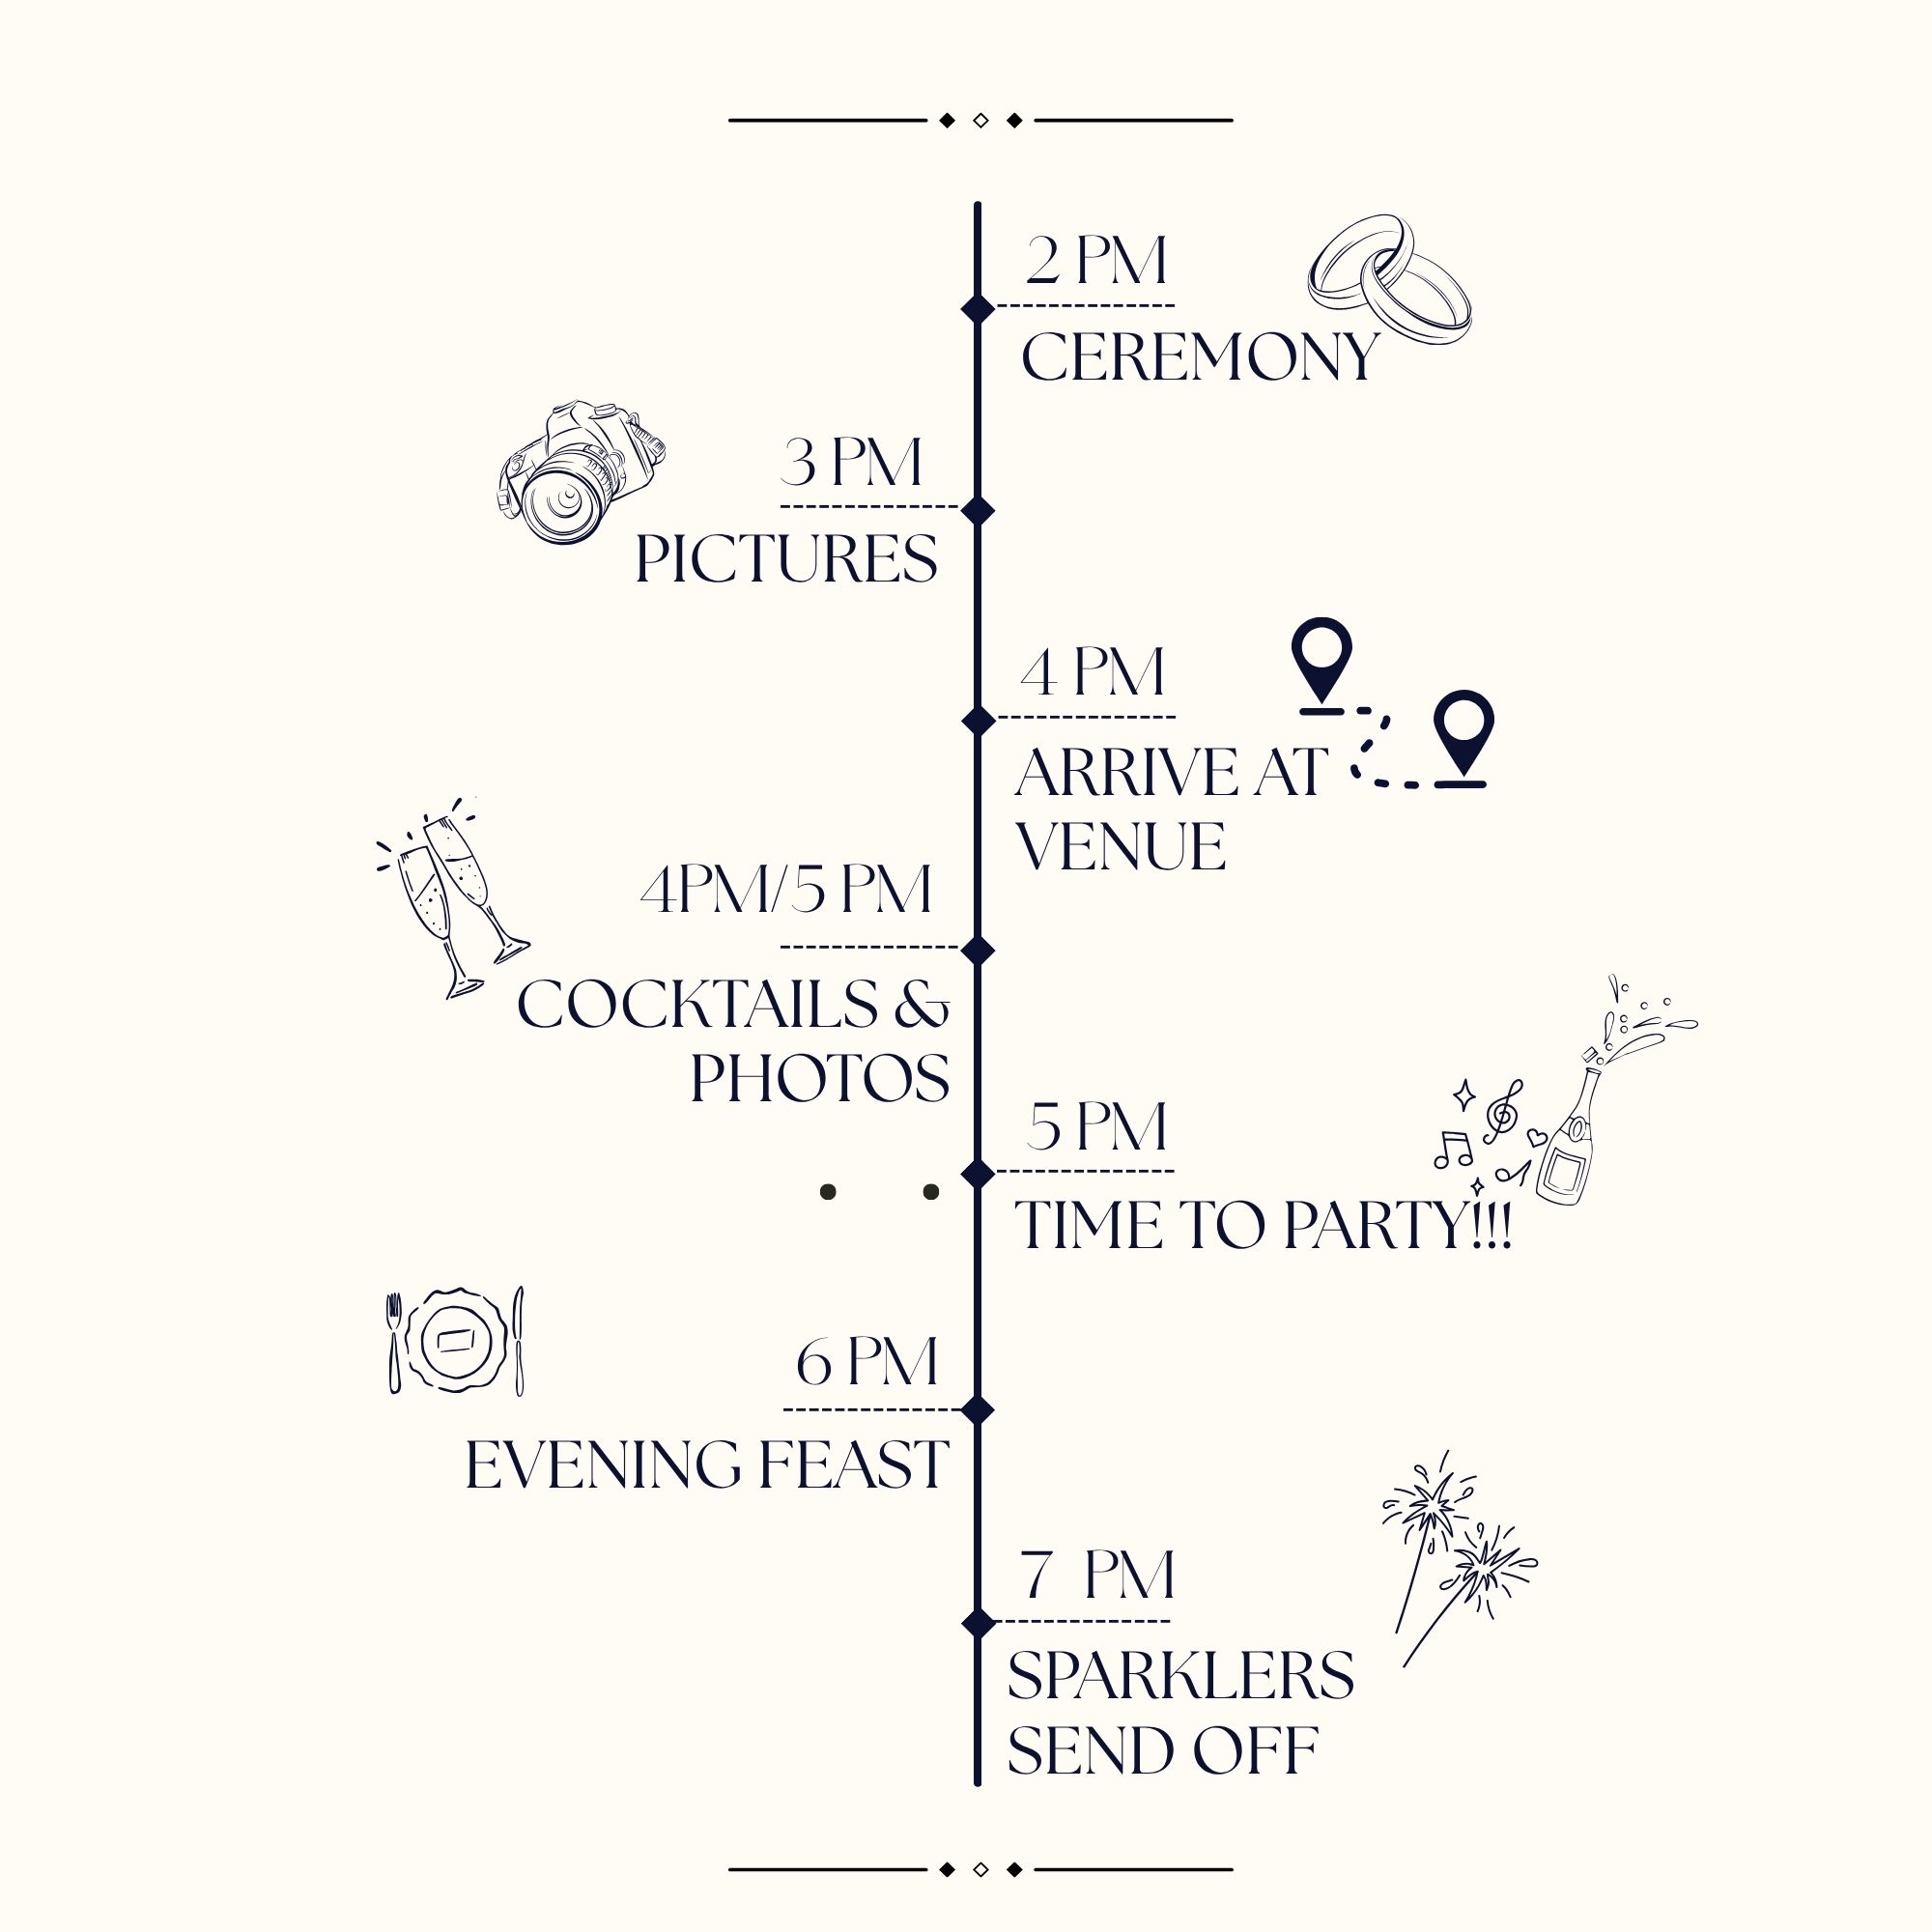 2 PM
CEREMONY
3 PM
PICTURES
4 PM
ARRIVE AT
VENUE
4PM/5 PM
COCKTAILS &
PHOTOS
5 PM
TIME TO PARTY!!!
6 PM
EVENING FEAST
7 PM
SPARKLERS
SEND OFF